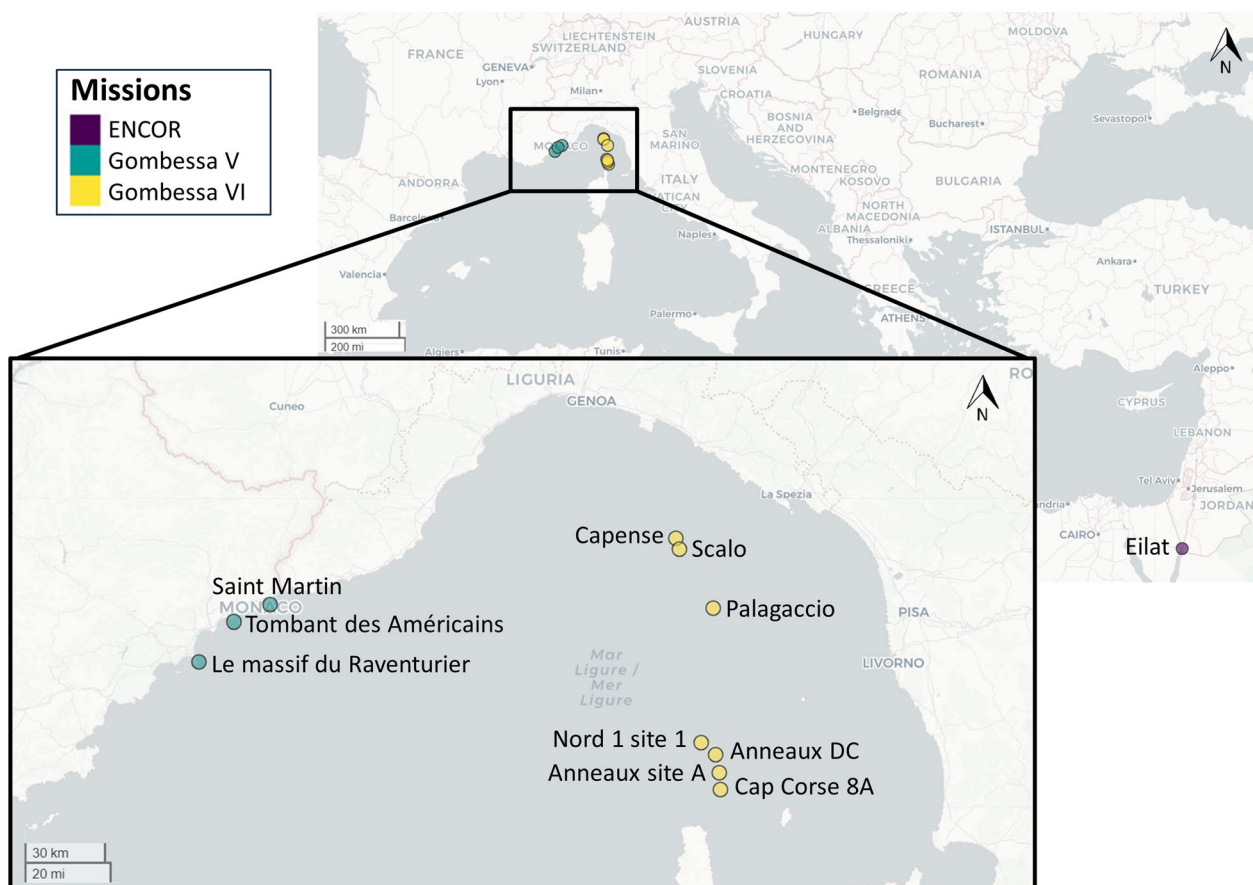 Missions
ENCOR
Gombessa V
Gombessa VI
AUSTRIA
LIECHTENSTEIN
SWITZERLAND
HUNGARY
MOLDOVA
FRANCE
GENEVA
Lyon
Milan
SLOVENIA
CROATIA
ROMANIA
N
BOSNIA
AND
HERZEGOVINA
Belgrade
Bucharest
Sevastopol
SAN
MARINO
MONACO
MONTENEGRO
KOSOVO
BULGARIA
ANDORRA
ITALY
VATICAN
CITY
NORTH
MACEDONIA
ALBANIA
Barcelona
Naples
Thessaloniki
ISTANBUL
Ankara
Valencia
GREECE
TURKEY
ATHENS
Palermo
300 km
200 mi
Algiers
Tunis
Aleppo
CYPRUS
LEBANON
Tel Aviv
Jerusalem
JORDAN
andria
CAIRO
Eilat
LIGURIA
RO
Cuneo
GENOA
N
La Spezia
Capense
Scalo
Saint Martin
MONACO
Tombant des Américains
Le massif du Raventurier
Palagaccio
PISA
LIVORNO
Mar
Ligure /
Mer
Ligure
Nord 1 site 1
Anneaux DC
Anneaux site A
Cap Corse 8A
30 km
20 mi